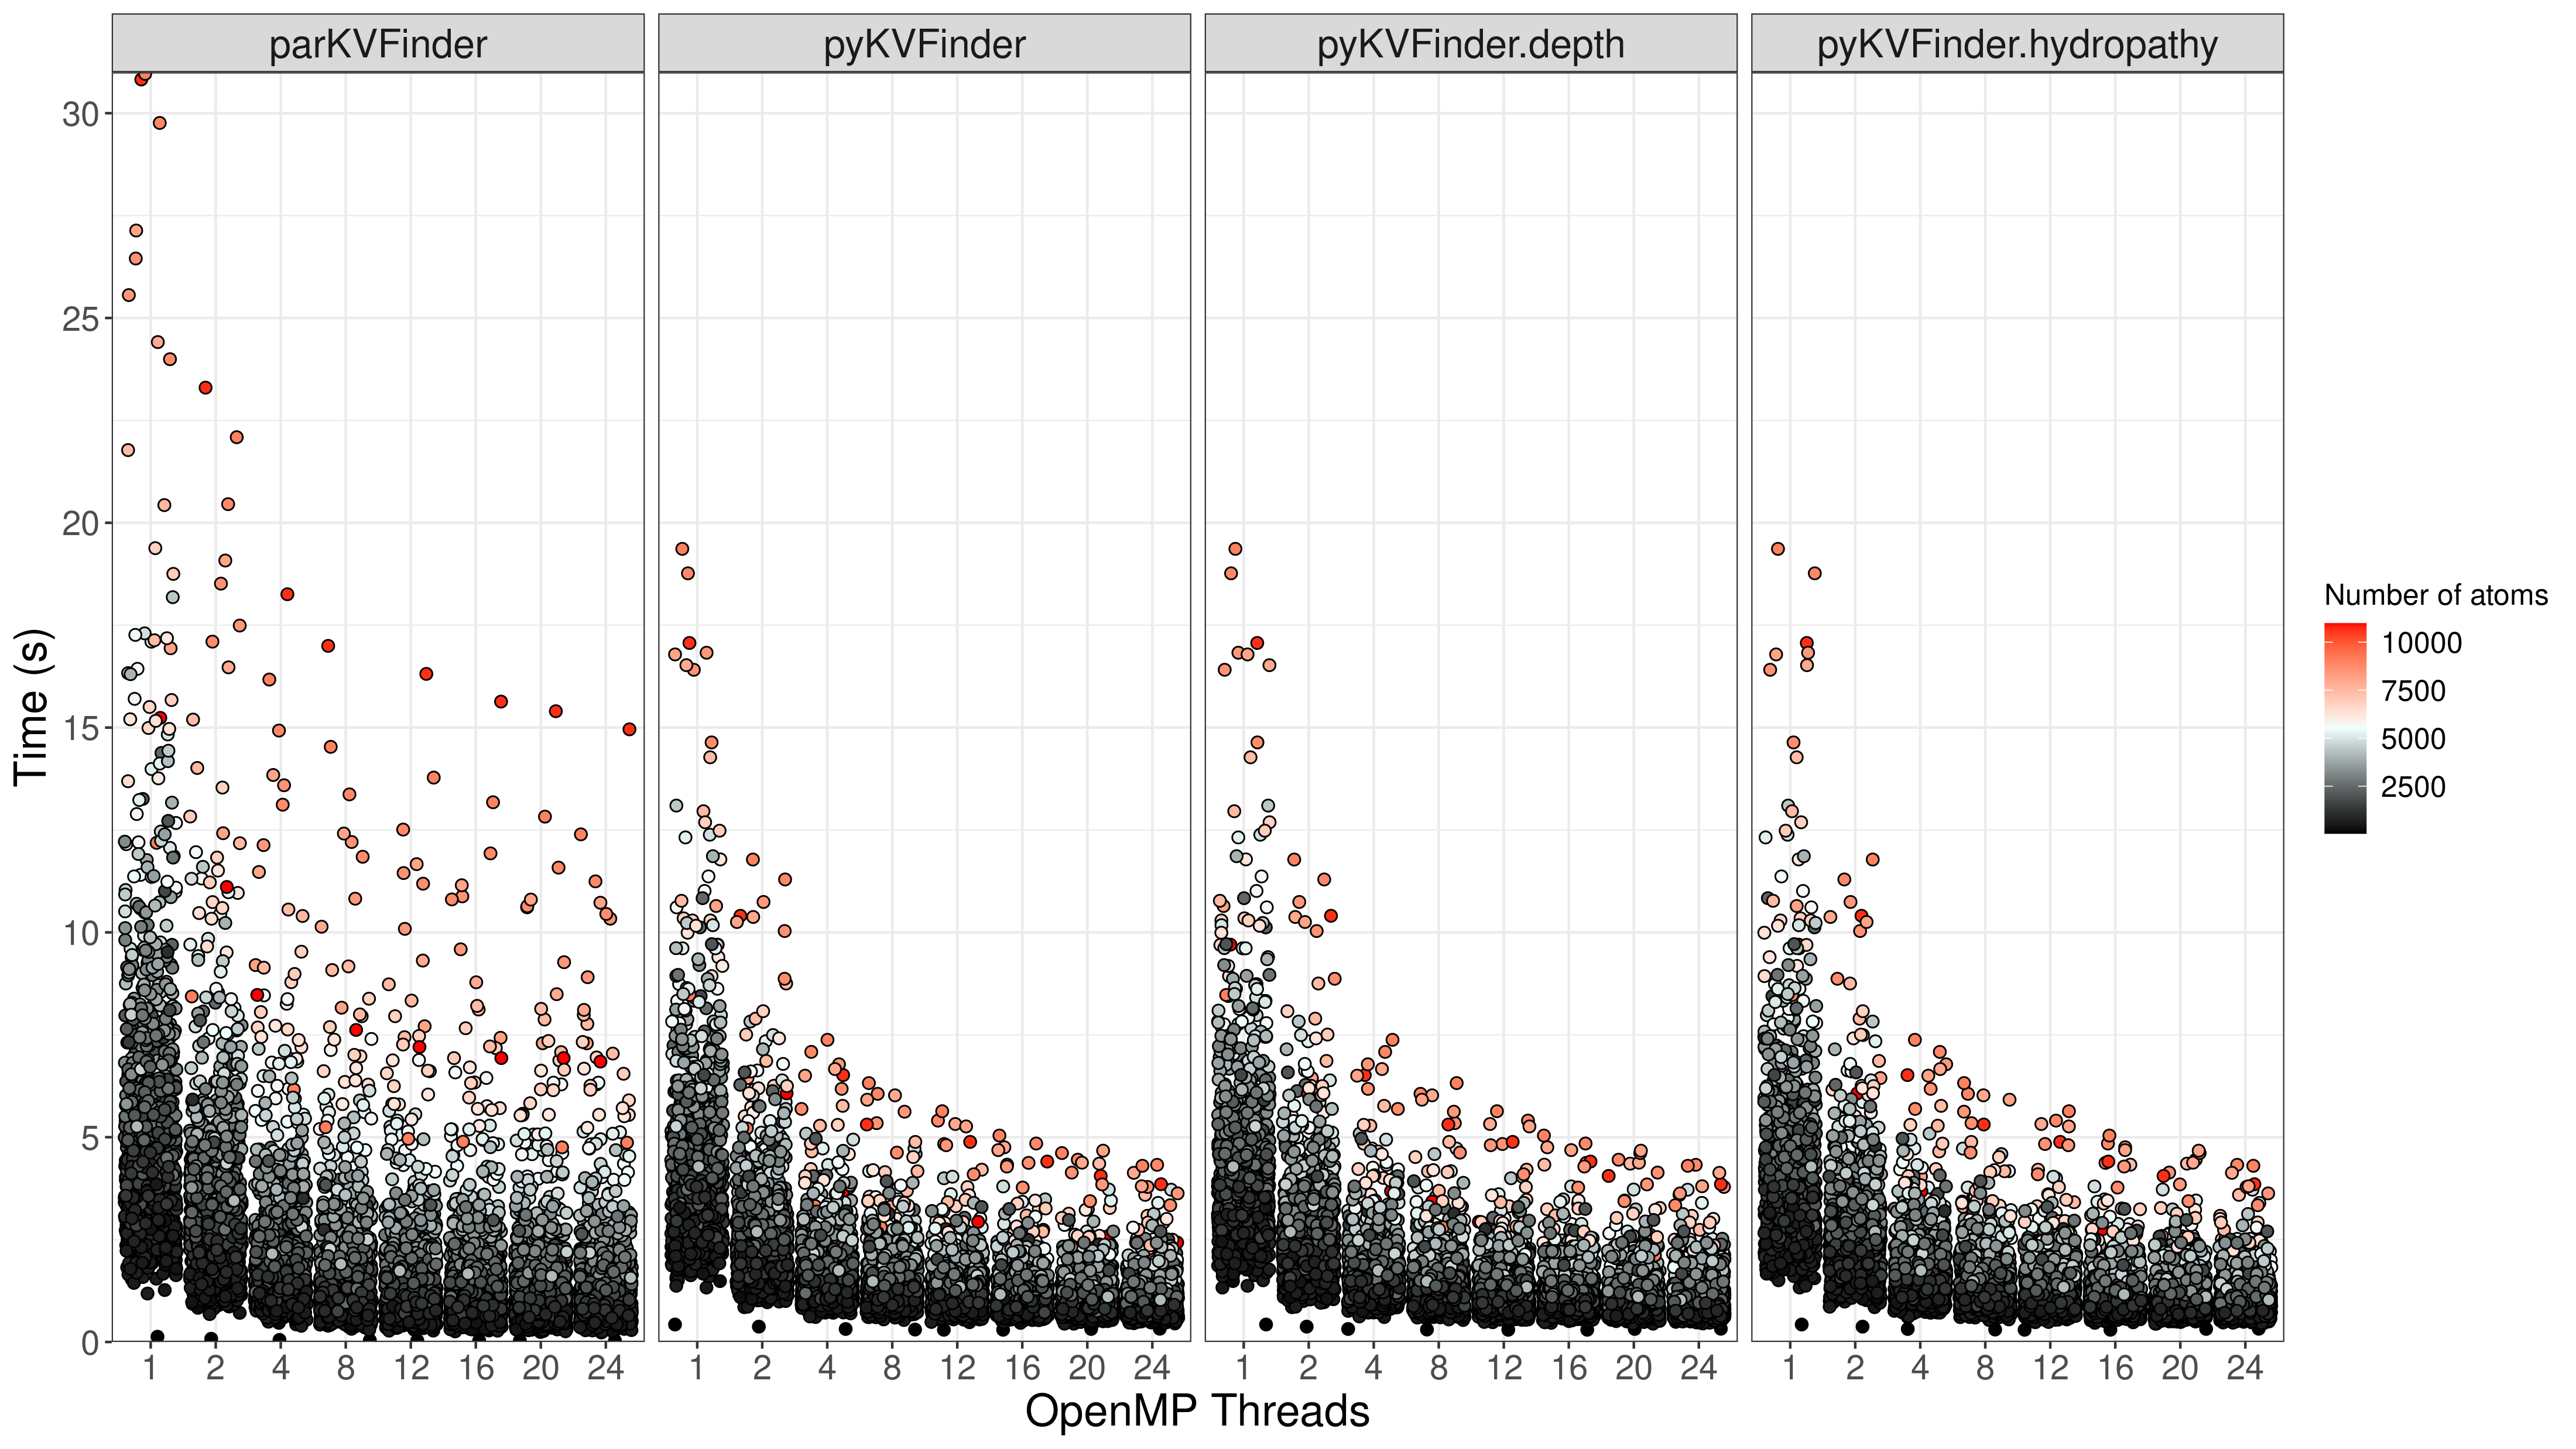 parKVFinder
pyKVFinder
pyKVFinder.depth
pyKVFinder.hydropathy
Time (s)
30
25
20
15
10
5
0
1 2 4 8 12 16 20 24
1 2 4 8 12 16 20 24
1 2 4 8 12 16 20 24
1 2 4 8 12 16 20 24
OpenMP Threads
Number of atoms
10000
7500
5000
2500